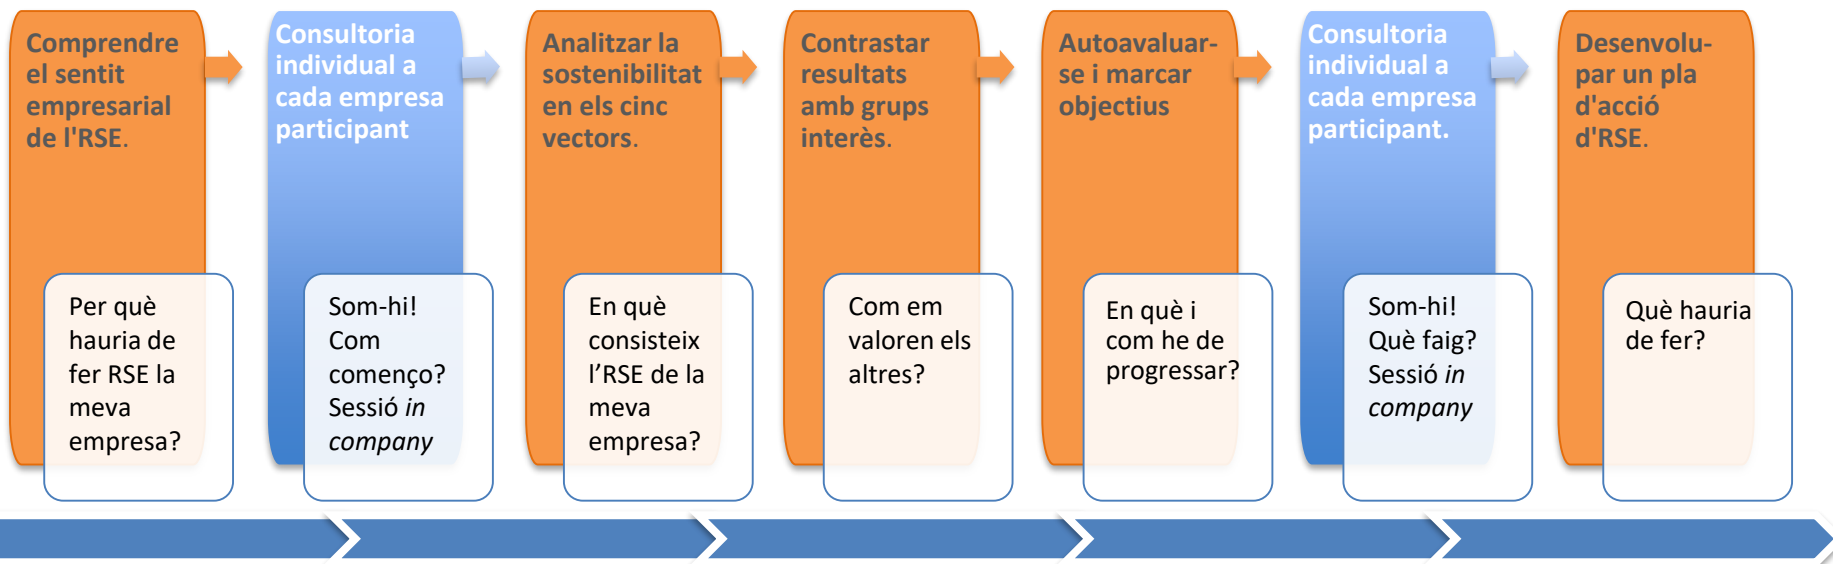 Comprendre
el sentit
empresarial
de l'RSE.
Per què
hauria de
fer RSE la
meva
empresa?
Consultoria
individual a
cada empresa
participant
Som-hi!
Com
començo?
Sessió in
company
Analitzar la
sostenibilitat
en els cinc
vectors.
En què
consisteix
l’RSE de la
meva
empresa?
Contrastar
resultats
amb grups
interès.
Com em
valoren els
altres?
Autoavaluar-
se i marcar
objectius
En què i
com he de
progressar?
Consultoria
individual a
cada empresa
participant.
Som-hi!
Què faig?
Sessió in
company
Desenvolu-
par un pla
d'acció
d'RSE.
Què hauria
de fer?